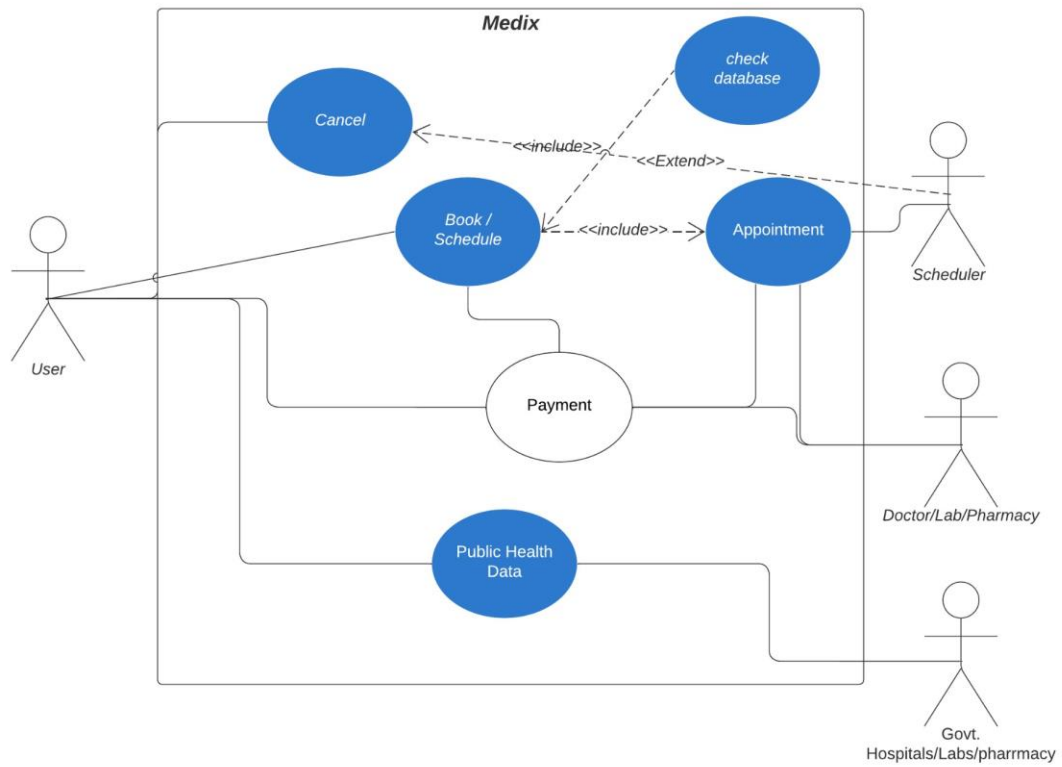 Medix
check
database
Cancel
<<include>>
<<Extend>>
Book /
Schedule
<<include>>
Appointment
Scheduler
User
Payment
Doctor/Lab/Pharmacy
Public Health
Data
Govt.
Hospitals/Labs/pharrmacy